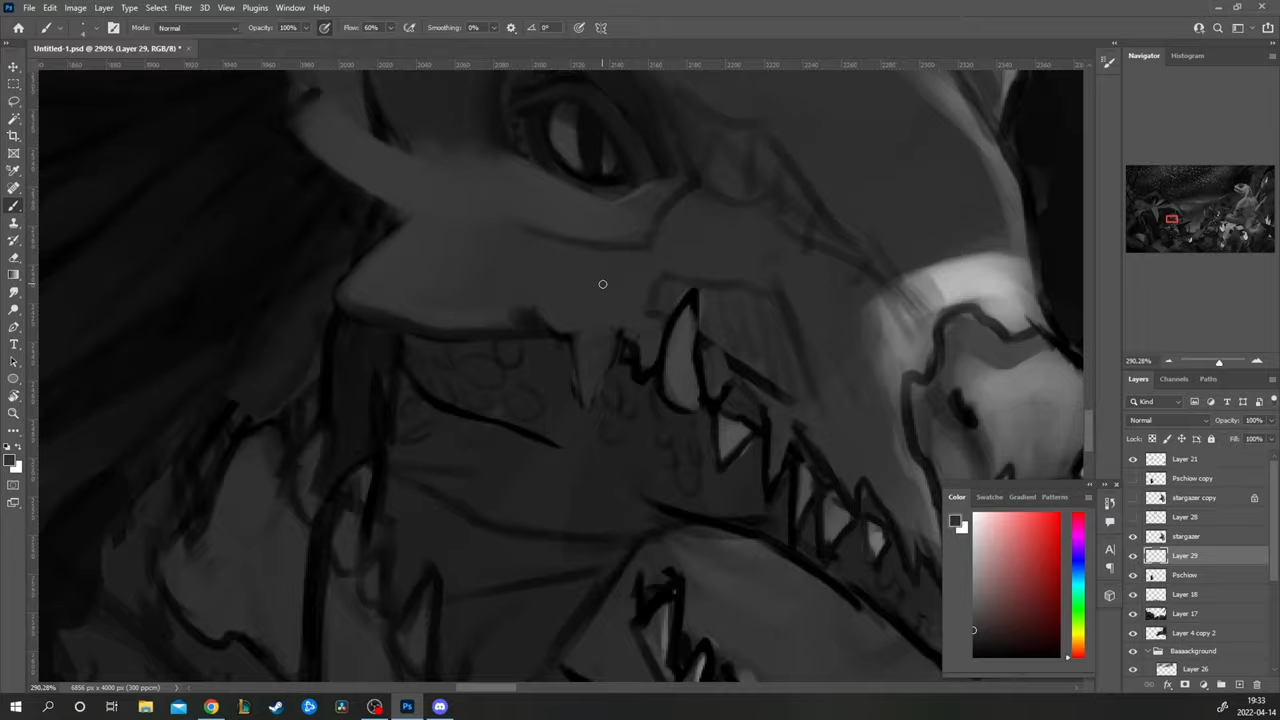 File Edit Image Layer Type Select Filter 3D View Plugins Window Help
Mode: Normal Opacity: 100% Flow: 60% Smoothing: 0% 0°
Untitled-1.psd @ 290% (Layer 29, RGB/8) *
Navigator Histogram
290.28%
Layers Channels Paths
Kind
Normal Opacity: 100%
Lock: Fill: 100%
Layer 21
Pschiow copy
stargazer copy
Layer 28
stargazer
Layer 29
Pschiow
Layer 18
Layer 17
Layer 4 copy 2
Baaaackground
Layer 26
Color Swatche Gradient Patterns
290.28% 6856 px x 4000 px (300 ppcm)
19:33
2022-04-14